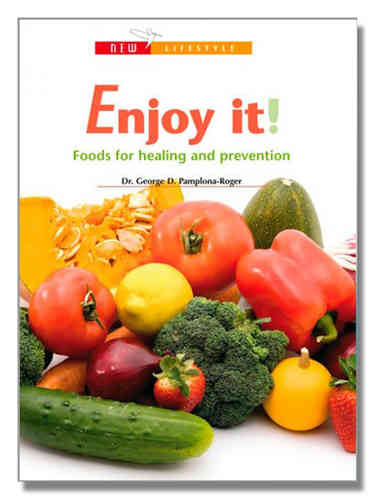 NEW LIFESTYLE
Enjoy it!
Foods for healing and prevention
Dr. George D. Pamplona-Roger